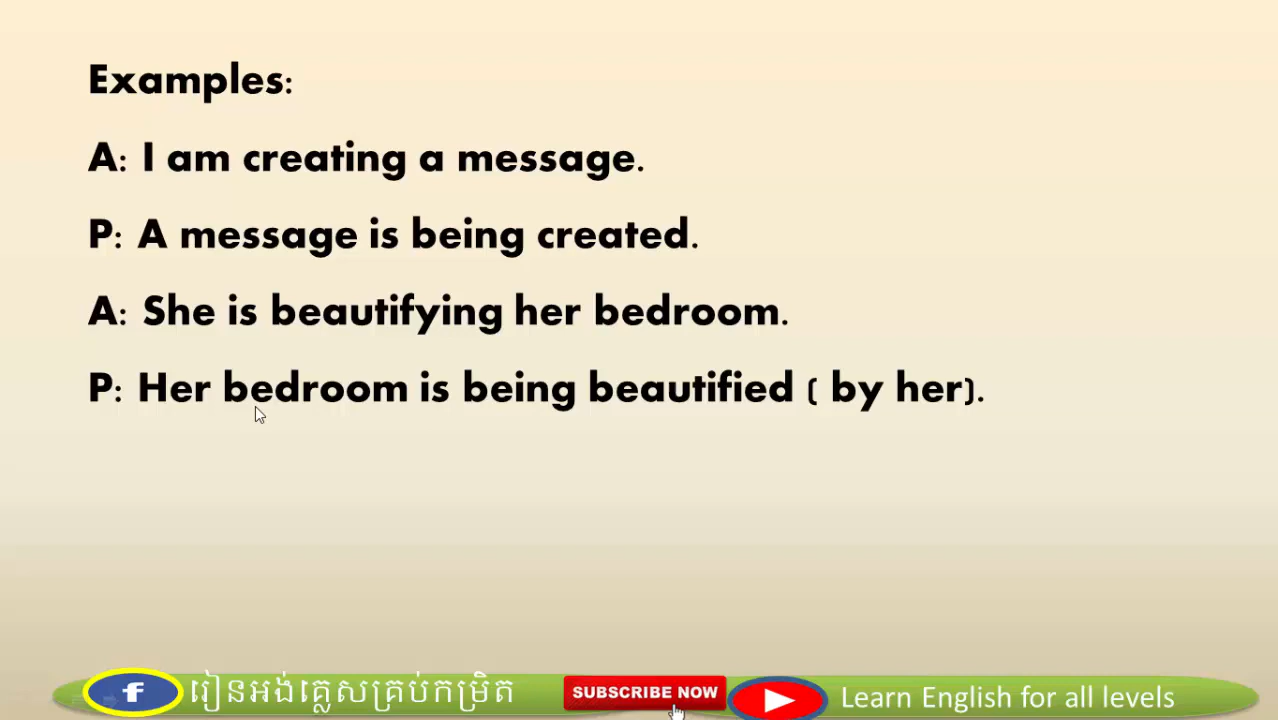 Examples:
A: I am creating a message.
P: A message is being created.
A: She is beautifying her bedroom.
P: Her bedroom is being beautified ( by her).
f រៀនអង់គ្លេសគ្រប់កម្រិត SUBSCRIBE NOW Learn English for all levels